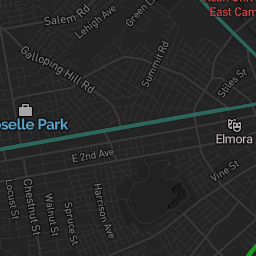 Salem Rd
Lehigh Ave
Green L
East Cam
Galloping Hill Rd
Summit Rd
Stiles St
oselle Park
Elmora
E 2nd Ave
Vine St
Locust St
Chestnut St
Walnut St
Spruce St
Harrison Ave